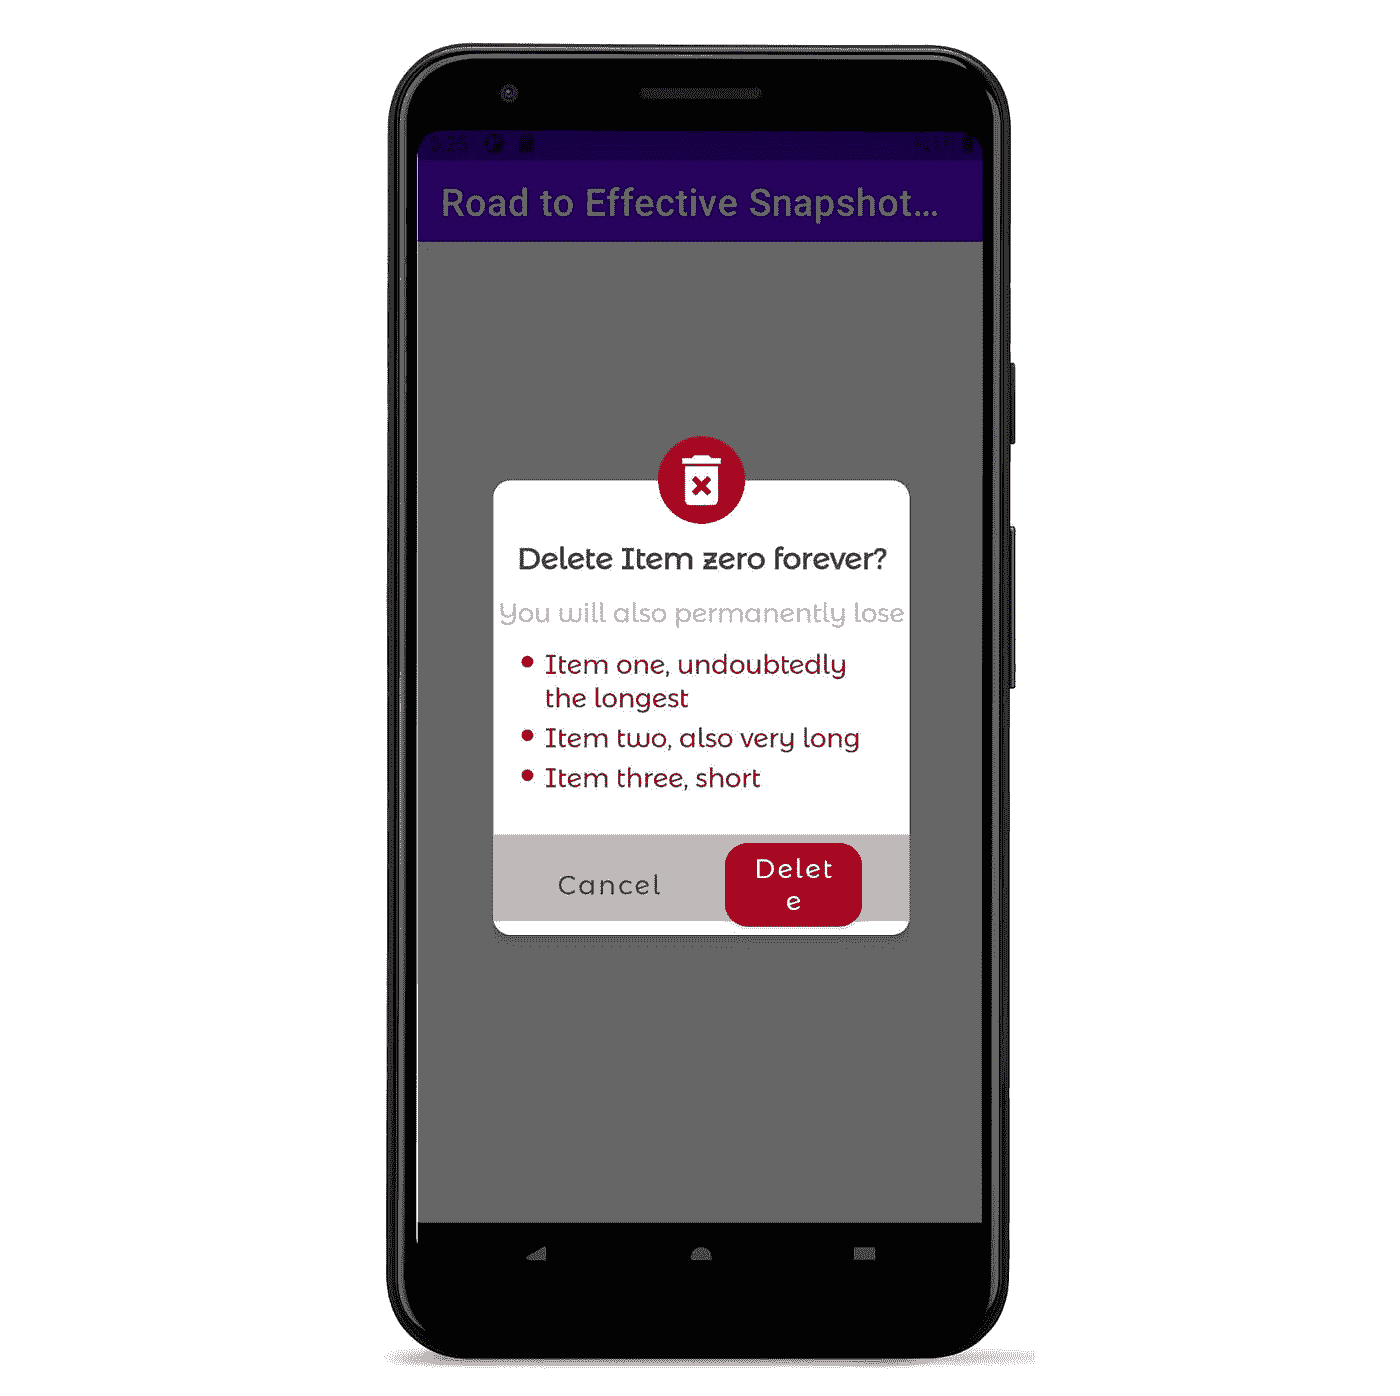 Road to Effective Snapshot…
Delete Item zero forever?
You will also permanently lose
Item one, undoubtedly
the longest
Item two, also very long
Item three, short
Cancel
Delet
e